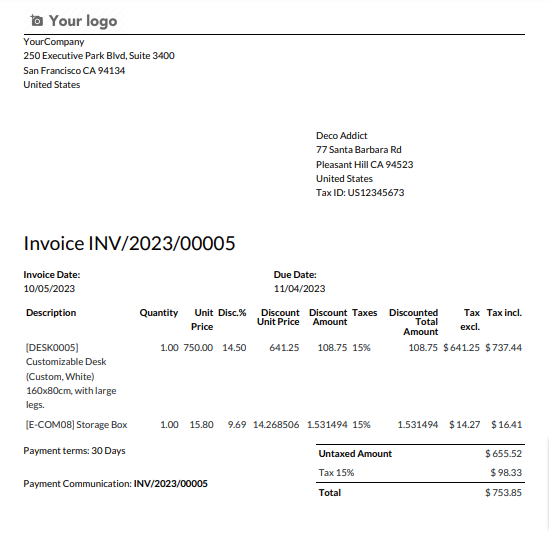 Your logo
YourCompany
250 Executive Park Blvd, Suite 3400
San Francisco CA 94134
United States
Deco Addict
77 Santa Barbara Rd
Pleasant Hill CA 94523
United States
Tax ID: US12345673
Invoice INV/2023/00005
Invoice Date: Due Date:
10/05/2023 11/04/2023
Description Quantity Unit Disc.% Discount Discount Taxes Discounted Tax Tax incl.
Price Unit Price Amount Total excl.
Amount
[DESK0005] 1.00 750.00 14.50 641.25 108.75 15% 108.75 $ 641.25 $ 737.44
Customizable Desk
(Custom, White)
160x80cm, with large
legs.
[E-COM08] Storage Box 1.00 15.80 9.69 14.268506 1.531494 15% 1.531494 $ 14.27 $ 16.41
Payment terms: 30 Days Untaxed Amount $ 655.52
Tax 15% $ 98.33
Payment Communication: INV/2023/00005
Total $ 753.85